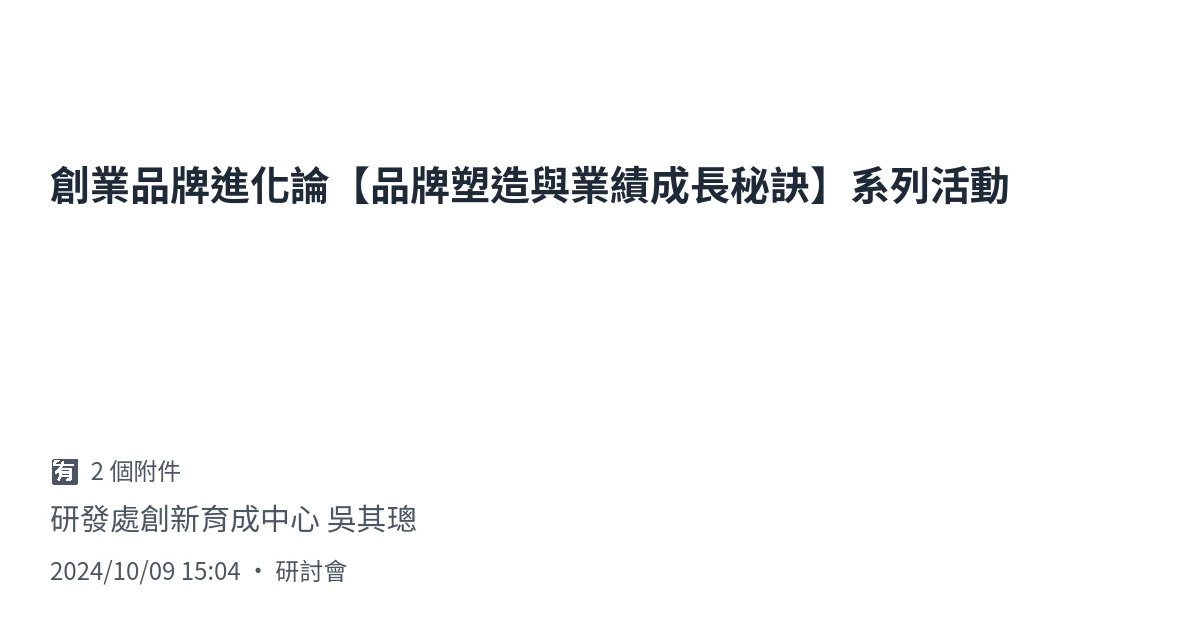 創業品牌進化論【品牌塑造與業績成長秘訣】系列活動
🈶 2 個附件
研發處創新育成中心 吳其璁
2024/10/09 15:04 • 研討會